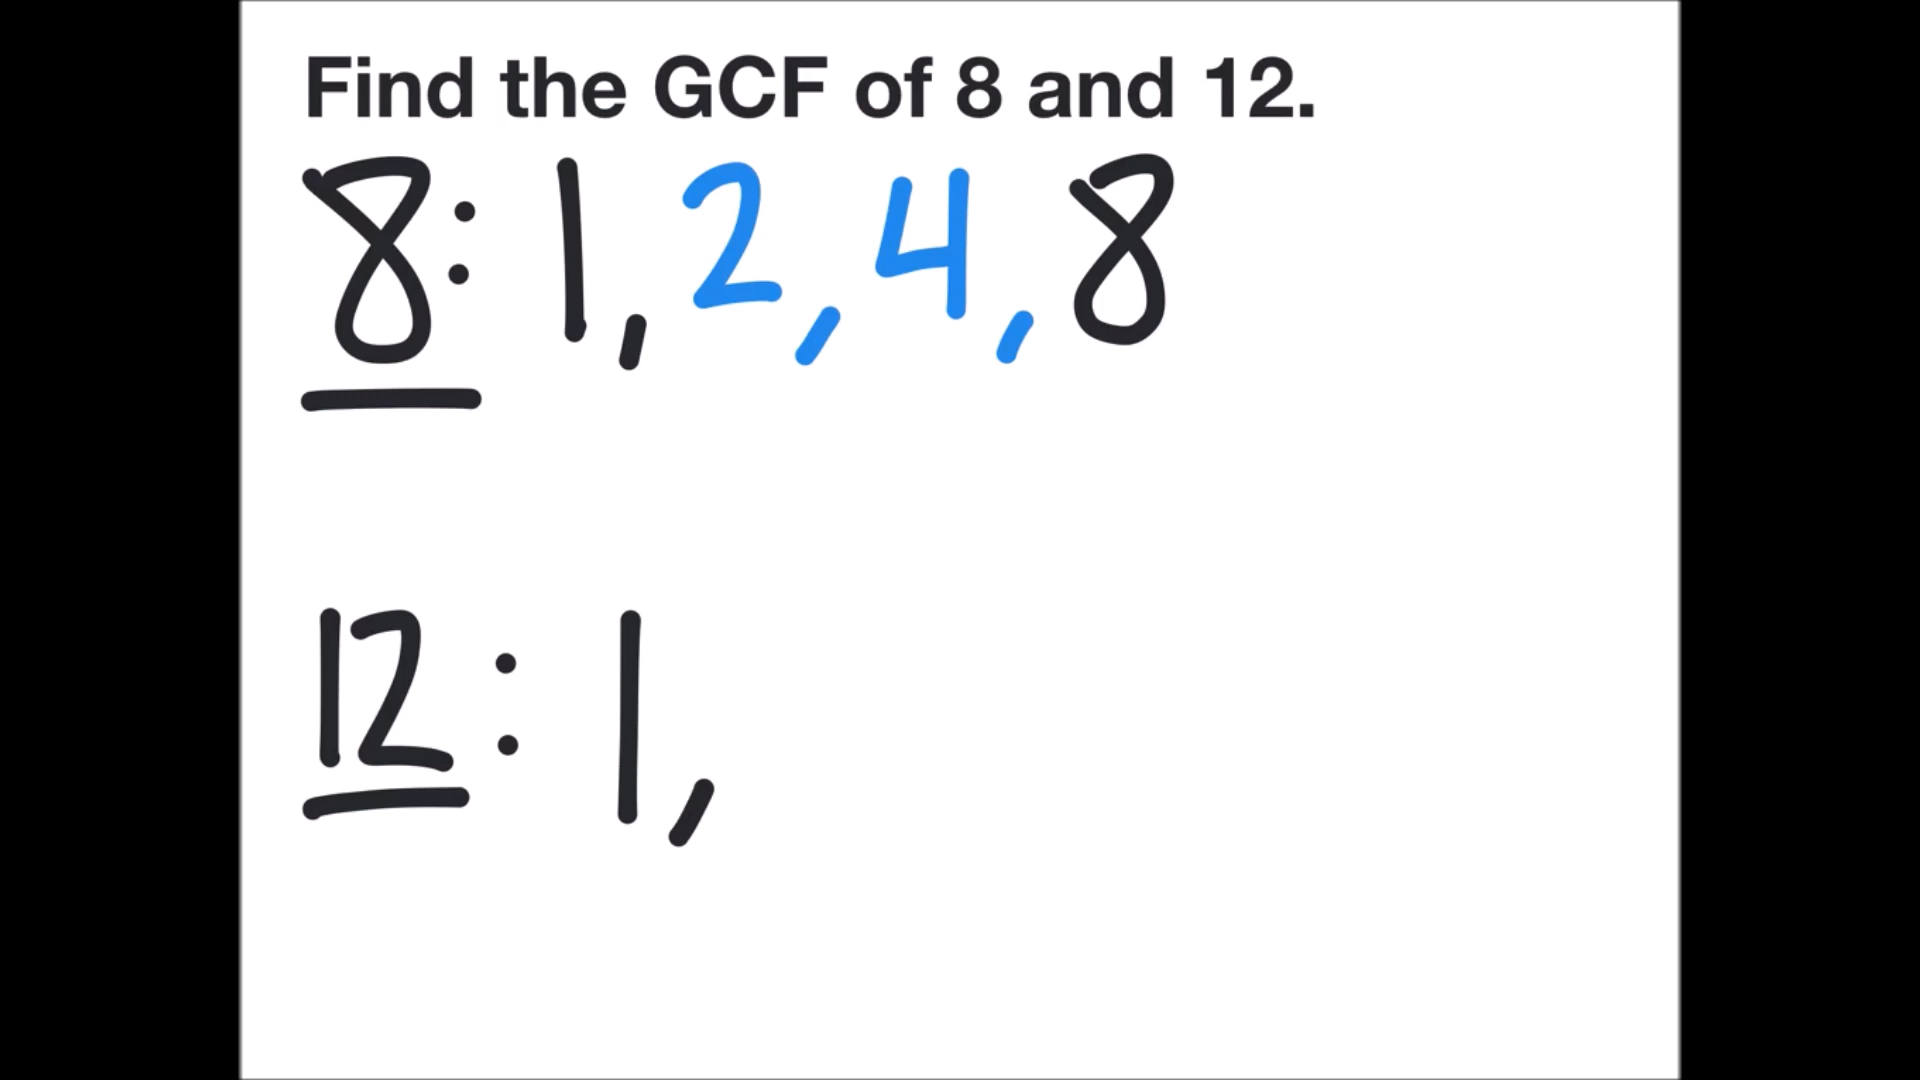 Find the GCF of 8 and 12.
8: 1, 2, 4, 8
12: 1,